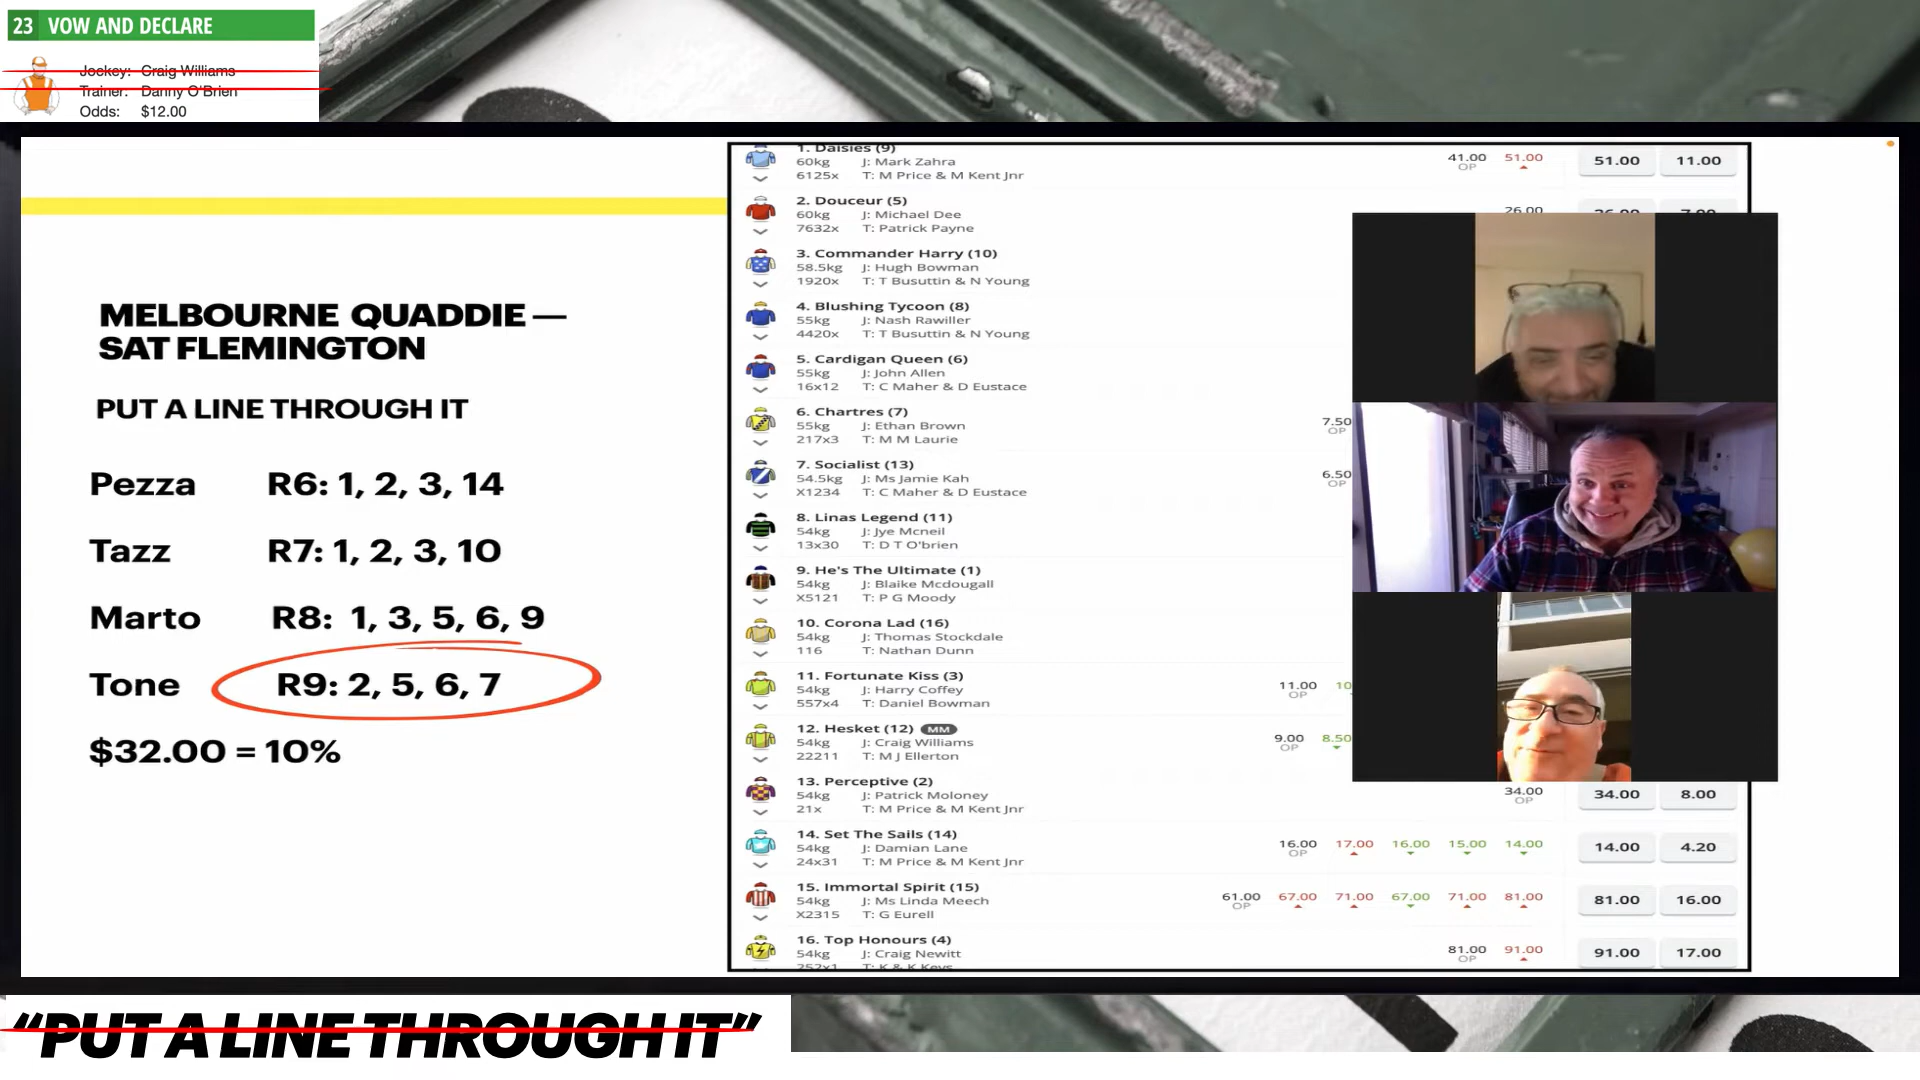 23 VOW AND DECLARE
Jockey: Craig Williams
Trainer: Danny O'Brien
Odds: $12.00
MELBOURNE QUADDIE —
SAT FLEMINGTON
PUT A LINE THROUGH IT
Pezza R6: 1, 2, 3, 14
Tazz R7: 1, 2, 3, 10
Marto R8: 1, 3, 5, 6, 9
Tone R9: 2, 5, 6, 7
$32.00 = 10%
1. Daisies (9)
60kg J: Mark Zahra 41.00 51.00 51.00 11.00
OP
6125x T: M Price & M Kent Jnr
2. Douceur (5)
60kg J: Michael Dee 26.00
7632x T: Patrick Payne
3. Commander Harry (10)
58.5kg J: Hugh Bowman
1920x T: T Busuttin & N Young
4. Blushing Tycoon (8)
55kg J: Nash Rawiller
4420x T: T Busuttin & N Young
5. Cardigan Queen (6)
55kg J: John Allen
16x12 T: C Maher & D Eustace
6. Chartres (7)
55kg J: Ethan Brown 7.50
OP
217x3 T: M M Laurie
7. Socialist (13)
54.5kg J: Ms Jamie Kah 6.50
OP
X1234 T: C Maher & D Eustace
8. Linas Legend (11)
54kg J: Jye Mcneil
13x30 T: D T O'brien
9. He's The Ultimate (1)
54kg J: Blaike Mcdougall
X5121 T: P G Moody
10. Corona Lad (16)
54kg J: Thomas Stockdale
116 T: Nathan Dunn
11. Fortunate Kiss (3)
54kg J: Harry Coffey 11.00 10
OP
557x4 T: Daniel Bowman
12. Hesket (12) MM
54kg J: Craig Williams 9.00 8.50
OP
22211 T: M J Ellerton
13. Perceptive (2)
54kg J: Patrick Moloney 34.00 34.00 8.00
OP
21x T: M Price & M Kent Jnr
14. Set The Sails (14)
54kg J: Damian Lane 16.00 17.00 16.00 15.00 14.00 14.00 4.20
OP
24x31 T: M Price & M Kent Jnr
15. Immortal Spirit (15)
54kg J: Ms Linda Meech 61.00 67.00 71.00 67.00 71.00 81.00 81.00 16.00
OP
X2315 T: G Eurell
16. Top Honours (4)
54kg J: Craig Newitt 81.00 91.00 91.00 17.00
OP
252x1 T: K & K Keys
"PUT A LINE THROUGH IT"